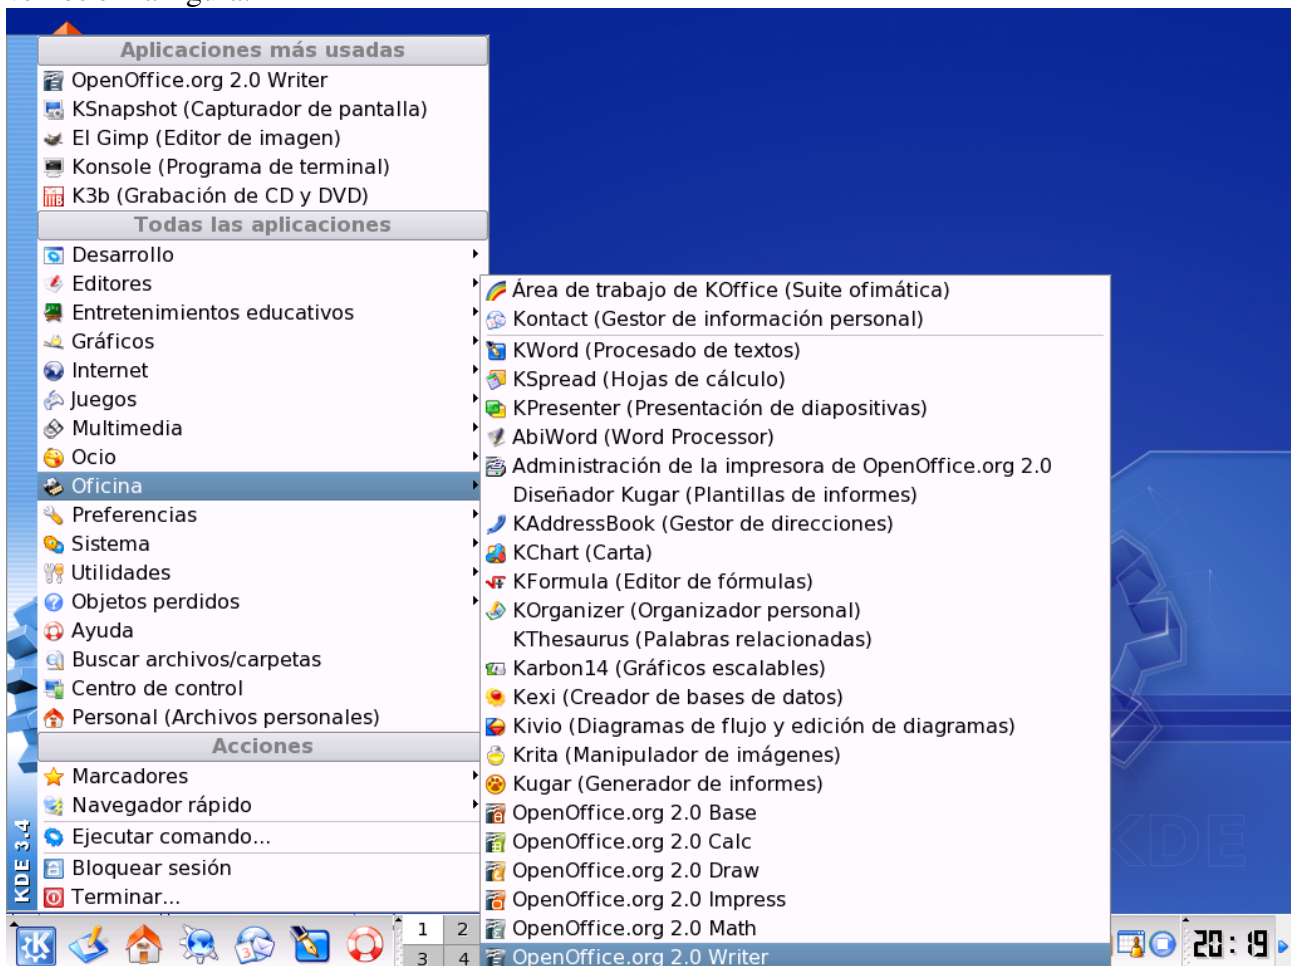 Aplicaciones más usadas
OpenOffice.org 2.0 Writer
KSnapshot (Capturador de pantalla)
El Gimp (Editor de imagen)
Konsole (Programa de terminal)
K3b (Grabación de CD y DVD)
Todas las aplicaciones
Desarrollo
Editores
Entretenimientos educativos
Gráficos
Internet
Juegos
Multimedia
Ocio
Oficina
Preferencias
Sistema
Utilidades
Objetos perdidos
Ayuda
Buscar archivos/carpetas
Centro de control
Personal (Archivos personales)
Acciones
Marcadores
Navegador rápido
Ejecutar comando...
Bloquear sesión
Terminar...
KDE 3.4
Área de trabajo de KOffice (Suite ofimática)
Kontact (Gestor de información personal)
KWord (Procesado de textos)
KSpread (Hojas de cálculo)
KPresenter (Presentación de diapositivas)
AbiWord (Word Processor)
Administración de la impresora de OpenOffice.org 2.0
Diseñador Kugar (Plantillas de informes)
KAddressBook (Gestor de direcciones)
KChart (Carta)
KFormula (Editor de fórmulas)
KOrganizer (Organizador personal)
KThesaurus (Palabras relacionadas)
Karbon14 (Gráficos escalables)
Kexi (Creador de bases de datos)
Kivio (Diagramas de flujo y edición de diagramas)
Krita (Manipulador de imágenes)
Kugar (Generador de informes)
OpenOffice.org 2.0 Base
OpenOffice.org 2.0 Calc
OpenOffice.org 2.0 Draw
OpenOffice.org 2.0 Impress
OpenOffice.org 2.0 Math
OpenOffice.org 2.0 Writer
KDE
1 2
3 4
20:19